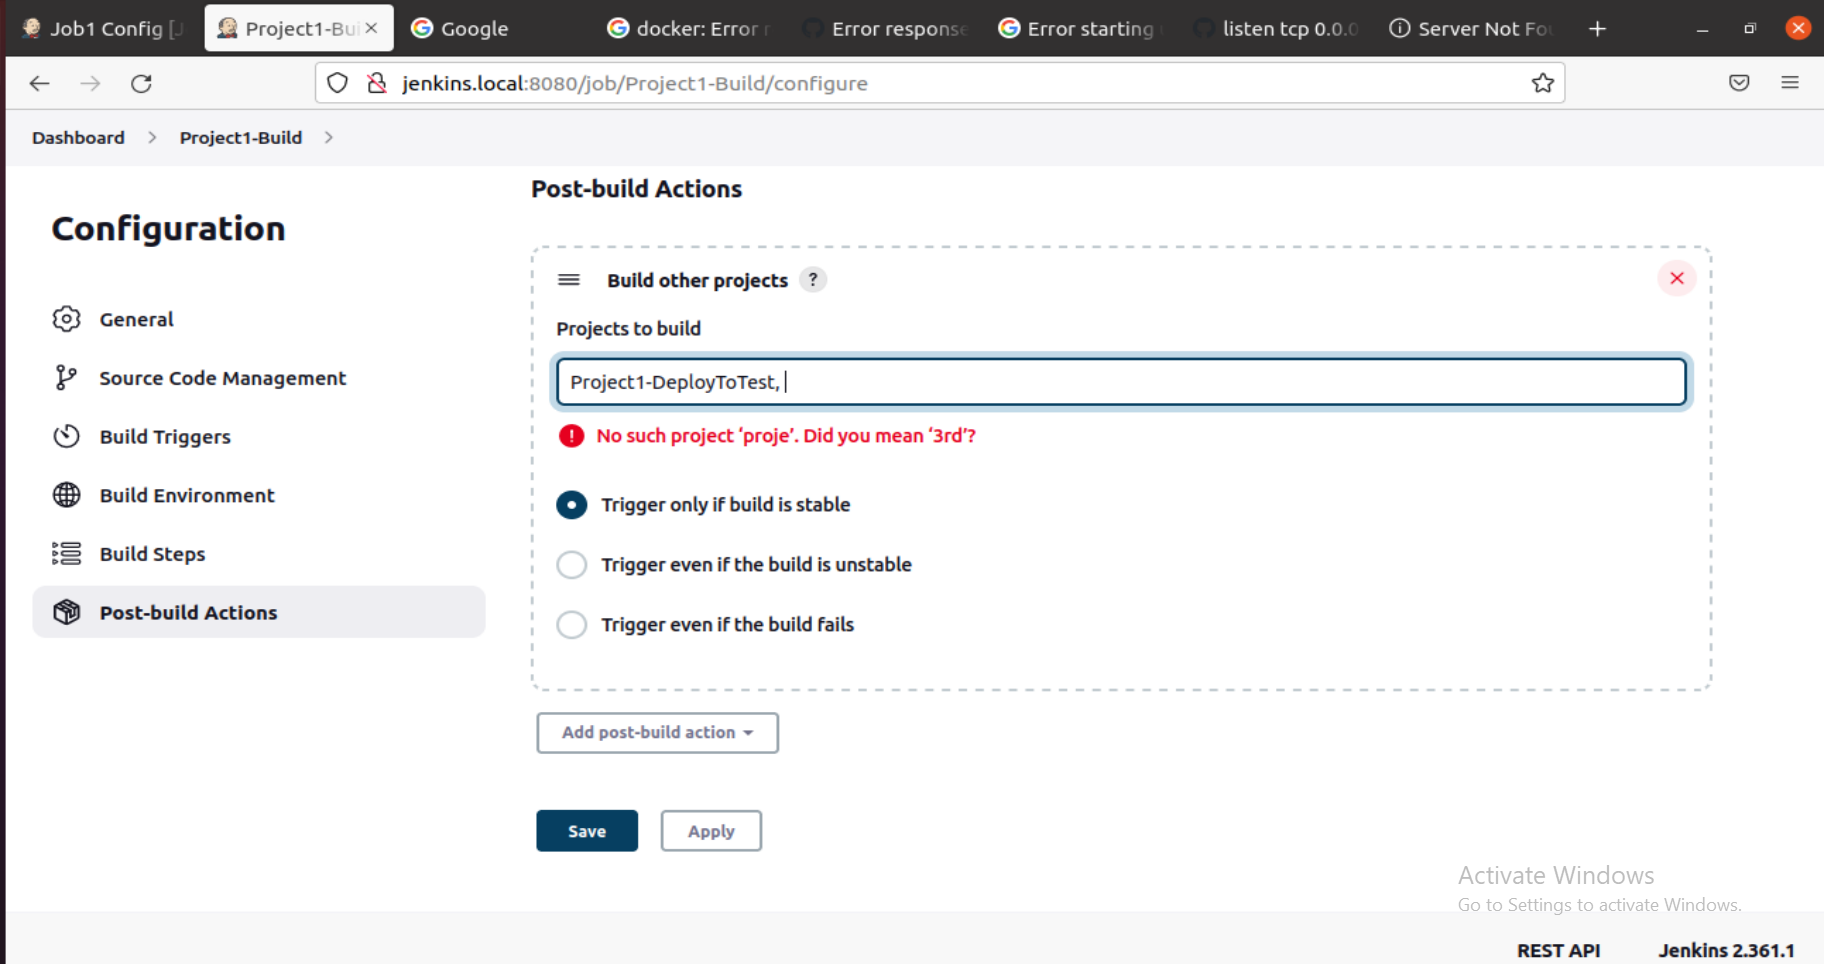 Job1 Config [J
Project1-Bui
Google
docker: Error r
Error response
Error starting
listen tcp 0.0.0
Server Not Fou
jenkins.local:8080/job/Project1-Build/configure
Dashboard
Project1-Build
Post-build Actions
Configuration
General
Source Code Management
Build Triggers
Build Environment
Build Steps
Post-build Actions
Build other projects ?
Projects to build
Project1-DeployToTest,
No such project ‘proje’. Did you mean ‘3rd’?
Trigger only if build is stable
Trigger even if the build is unstable
Trigger even if the build fails
Add post-build action
Save
Apply
Activate Windows
Go to Settings to activate Windows.
REST API
Jenkins 2.361.1